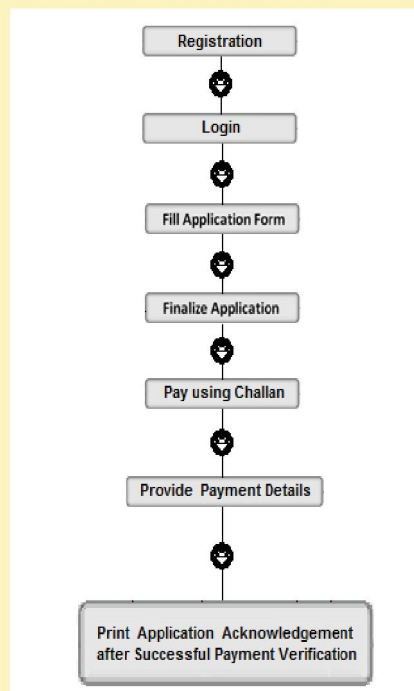 Registration
Login
Fill Application Form
Finalize Application
Pay using Challan
Provide Payment Details
Print Application Acknowledgement
after Successful Payment Verification